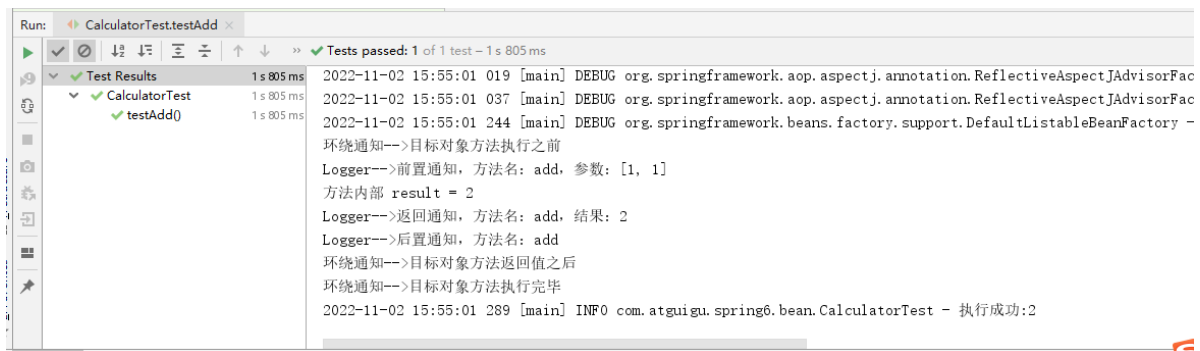 Run: CalculatorTest.testAdd
Tests passed: 1 of 1 test – 1 s 805 ms
Test Results 1 s 805 ms
CalculatorTest 1 s 805 ms
testAdd() 1 s 805 ms
2022-11-02 15:55:01 019 [main] DEBUG org.springframework.aop.aspectj.annotation.ReflectiveAspectJAdvisorFac
2022-11-02 15:55:01 037 [main] DEBUG org.springframework.aop.aspectj.annotation.ReflectiveAspectJAdvisorFac
2022-11-02 15:55:01 244 [main] DEBUG org.springframework.beans.factory.support.DefaultListableBeanFactory -
环绕通知-->目标对象方法执行之前
Logger-->前置通知，方法名：add，参数：[1, 1]
方法内部 result = 2
Logger-->返回通知，方法名：add，结果：2
Logger-->后置通知，方法名：add
环绕通知-->目标对象方法返回值之后
环绕通知-->目标对象方法执行完毕
2022-11-02 15:55:01 289 [main] INFO com.atguigu.spring6.bean.CalculatorTest - 执行成功:2